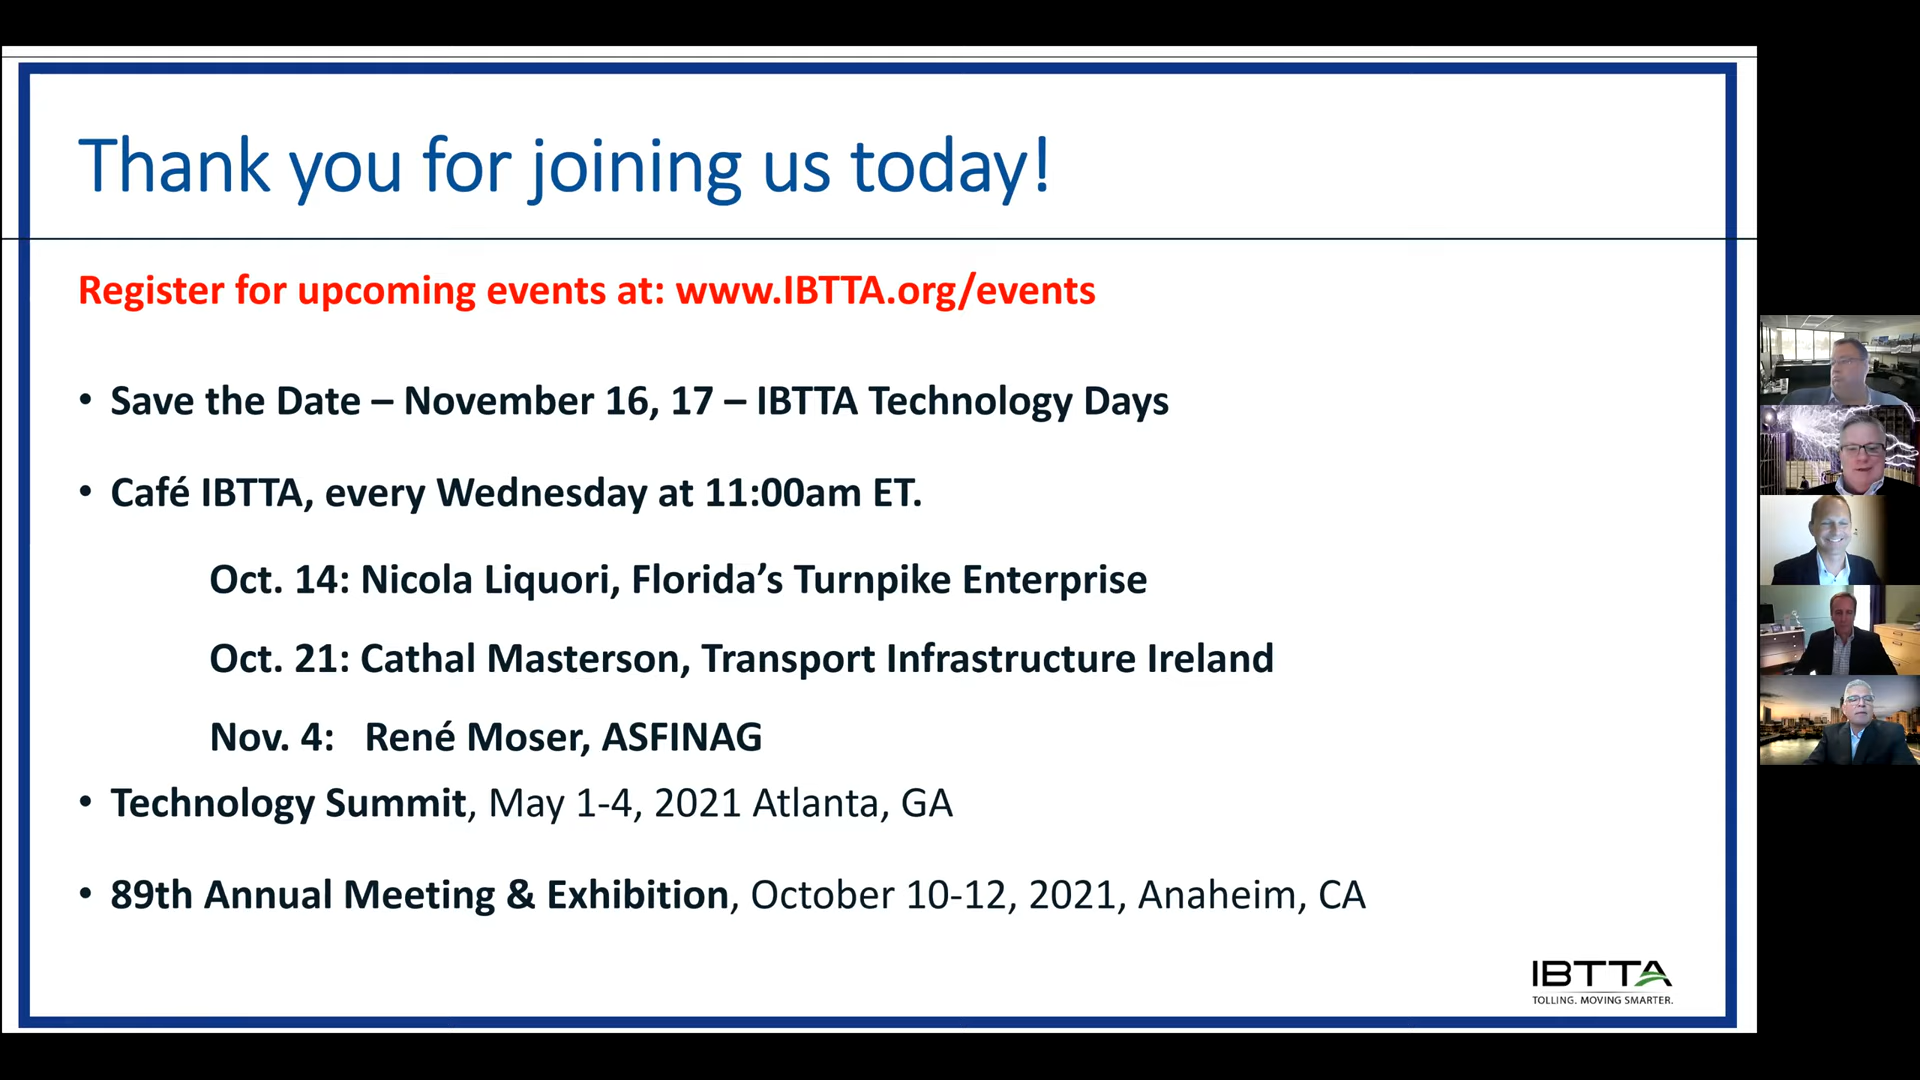 Thank you for joining us today!
Register for upcoming events at: www.IBTTA.org/events
• Save the Date – November 16, 17 – IBTTA Technology Days
• Café IBTTA, every Wednesday at 11:00am ET.
Oct. 14: Nicola Liquori, Florida’s Turnpike Enterprise
Oct. 21: Cathal Masterson, Transport Infrastructure Ireland
Nov. 4: René Moser, ASFINAG
• Technology Summit, May 1-4, 2021 Atlanta, GA
• 89th Annual Meeting & Exhibition, October 10-12, 2021, Anaheim, CA
IBTTA
TOLLING. MOVING SMARTER.